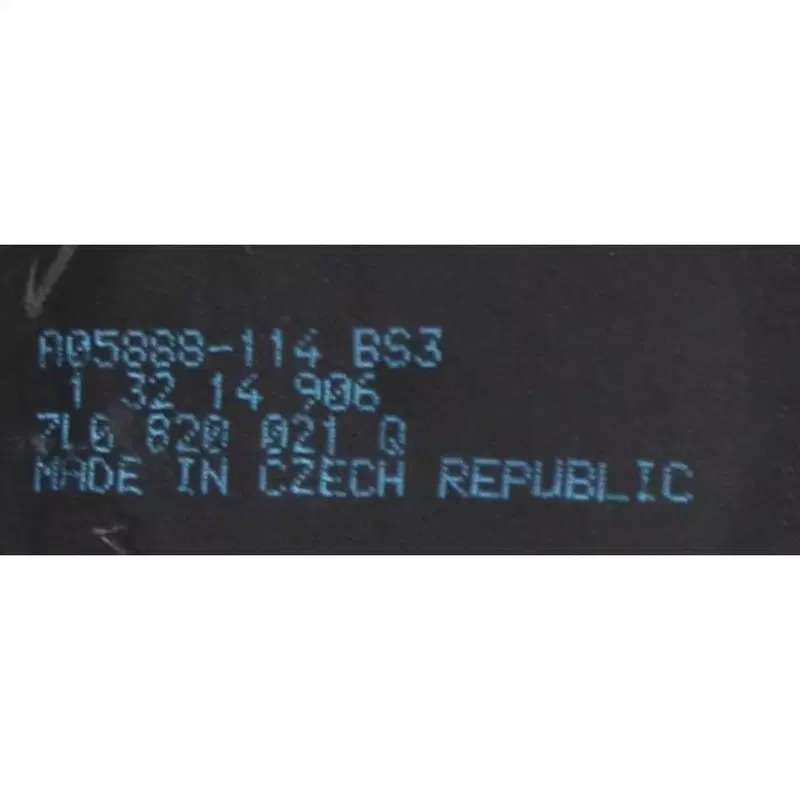 A05888-114 BS3
1 32 14 906
7L0 820 021 Q
MADE IN CZECH REPUBLIC